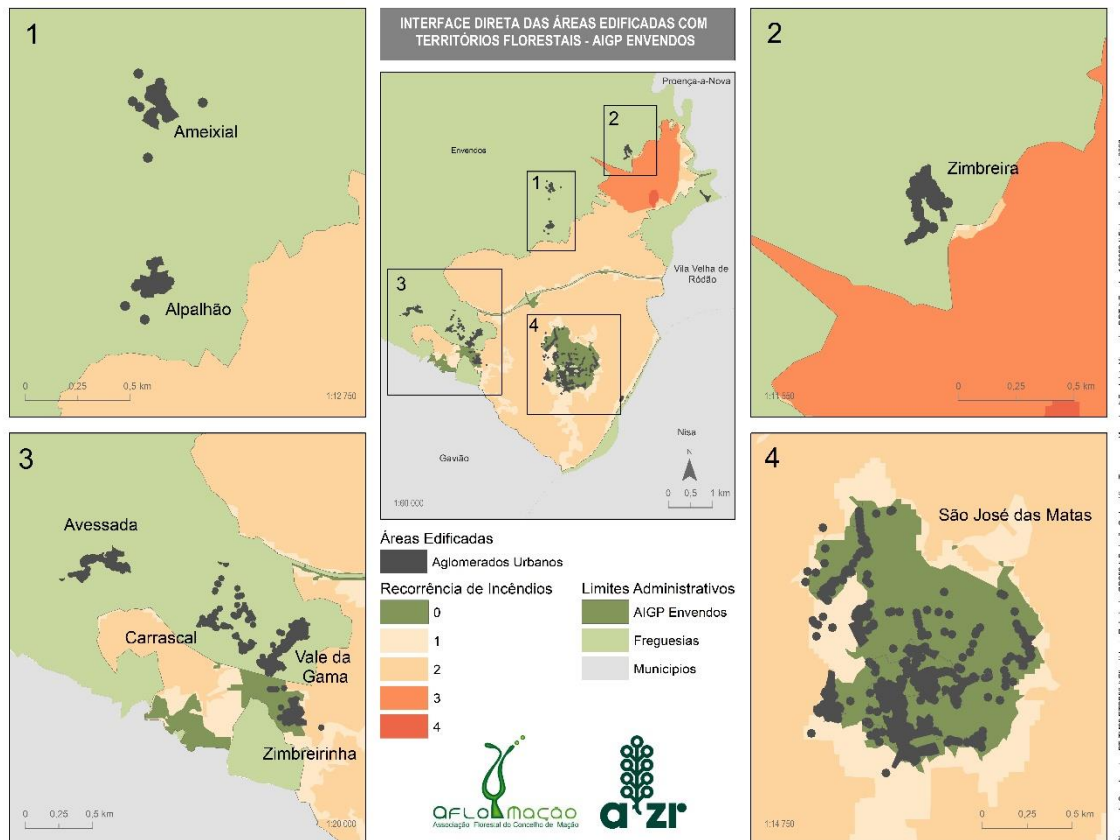 INTERFACE DIRETA DAS ÁREAS EDIFICADAS COM
TERRITÓRIOS FLORESTAIS - AIGP ENVENDOS
1
Ameixial
Alpalhão
0 0,25 0,5 km
1:12 750
Proença-a-Nova
2
Envendos
1
Vila Velha de
Ródão
3
4
Nisa
Gavião
N
0 0,5 1 km
1:60 000
2
Zimbreira
0 0,25 0,5 km
1:11 550
3
Avessada
Carrascal
Vale da
Gama
Zimbreirinha
0 0,25 0,5 km
1:20 000
Áreas Edificadas
Aglomerados Urbanos
Recorrência de Incêndios
0
1
2
3
4
Limites Administrativos
AIGP Envendos
Freguesias
Municipios
aflomação
Associação Florestal do Concelho de Mação
a zr
4
São José das Matas
0 0,25 0,5 km
1:14 750